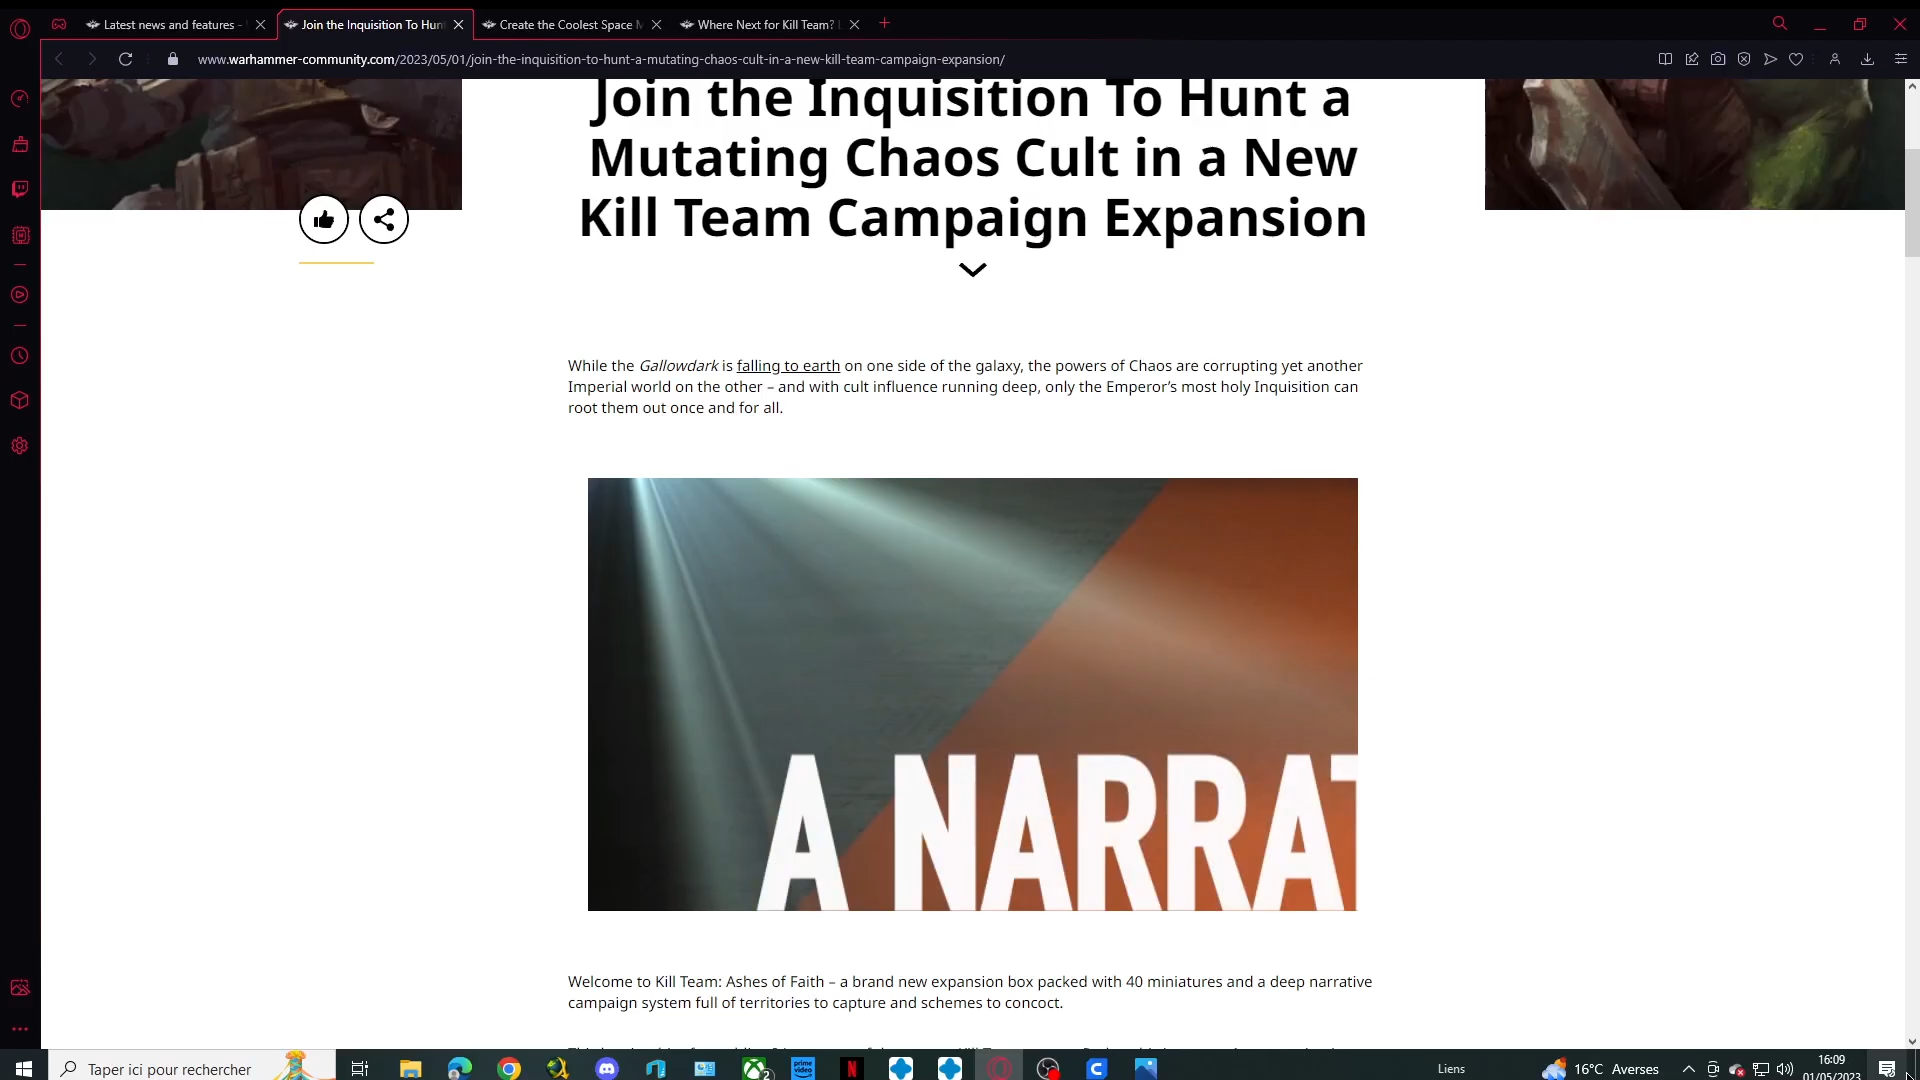 Latest news and features -
Join the Inquisition To Hunt
Create the Coolest Space M
Where Next for Kill Team?
www.warhammer-community.com/2023/05/01/join-the-inquisition-to-hunt-a-mutating-chaos-cult-in-a-new-kill-team-campaign-expansion/
Join the Inquisition To Hunt a
Mutating Chaos Cult in a New
Kill Team Campaign Expansion
While the Gallowdark is falling to earth on one side of the galaxy, the powers of Chaos are corrupting yet another
Imperial world on the other – and with cult influence running deep, only the Emperor's most holy Inquisition can
root them out once and for all.
A NARRAT
Welcome to Kill Team: Ashes of Faith – a brand new expansion box packed with 40 miniatures and a deep narrative
campaign system full of territories to capture and schemes to concoct.
Taper ici pour rechercher
2
prime video
N
Liens
16°C Averses
16:09
01/05/2023